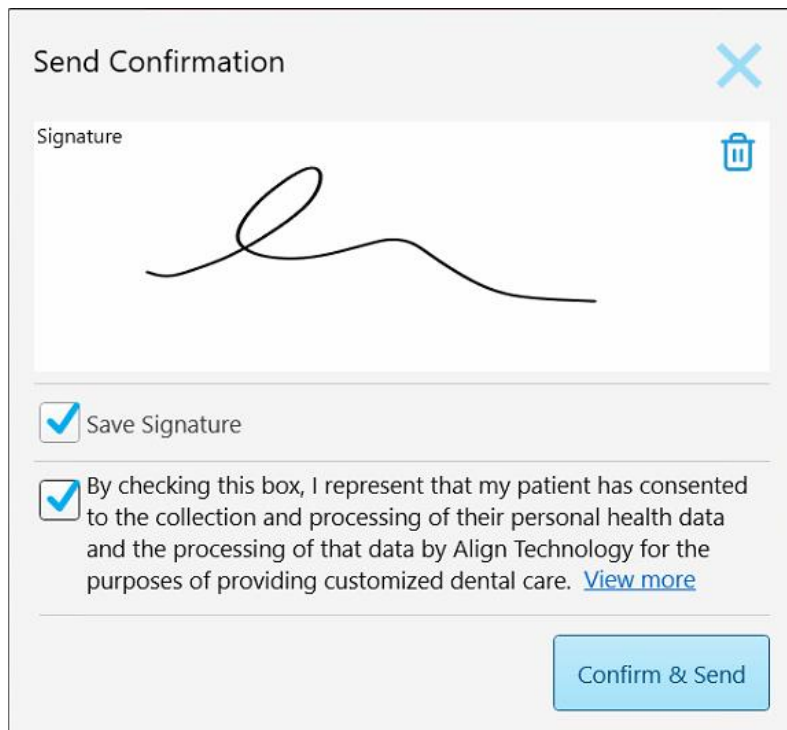 Send Confirmation
Signature
Save Signature
By checking this box, I represent that my patient has consented
to the collection and processing of their personal health data
and the processing of that data by Align Technology for the
purposes of providing customized dental care. View more
Confirm & Send